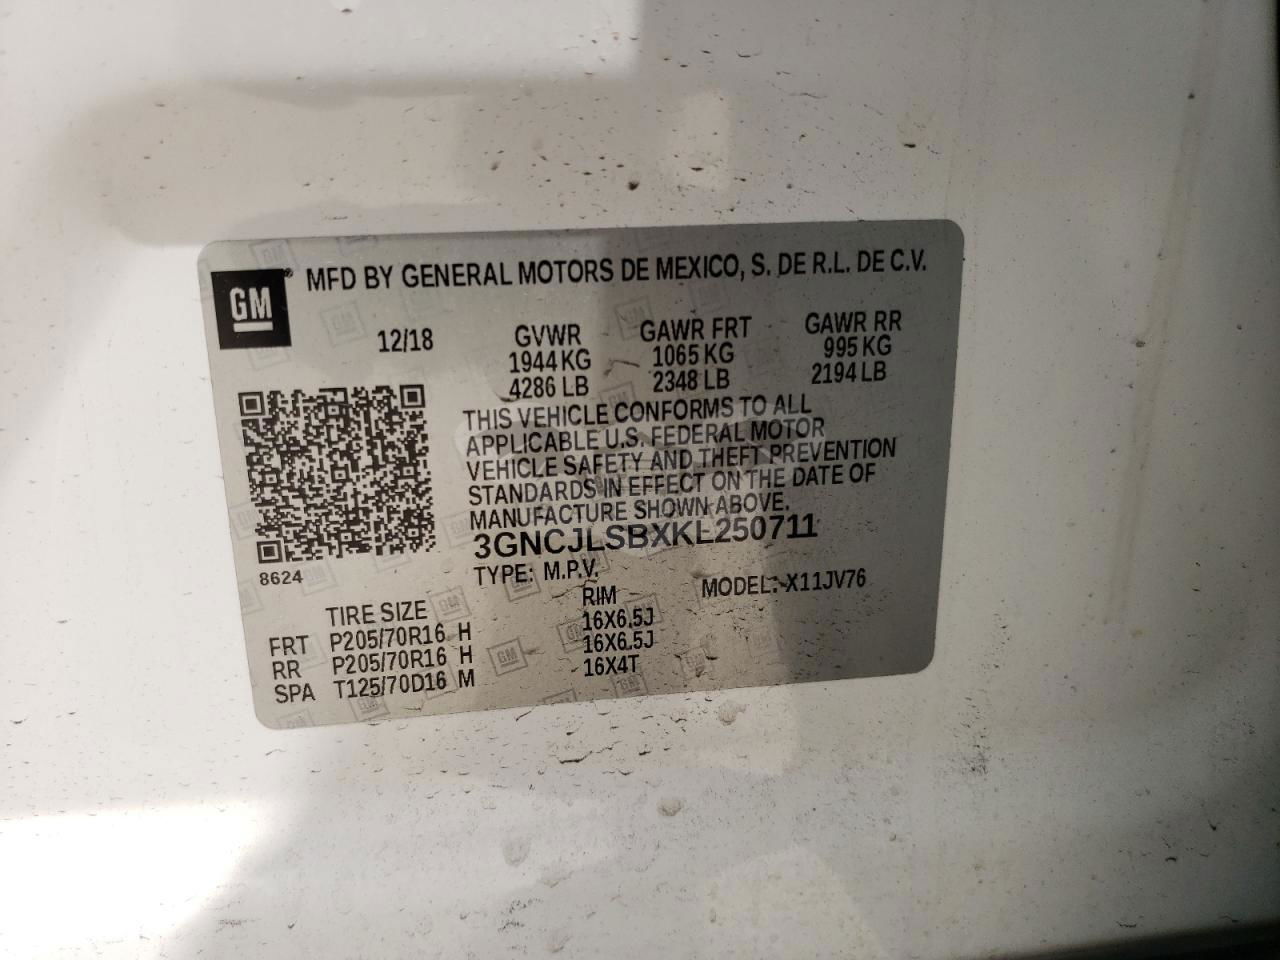 GM
MFD BY GENERAL MOTORS DE MEXICO, S. DE R.L. DE C.V.
12/18 GVWR GAWR FRT GAWR RR
1944 KG 1065 KG 995 KG
4286 LB 2348 LB 2194 LB
THIS VEHICLE CONFORMS TO ALL
APPLICABLE U.S. FEDERAL MOTOR
VEHICLE SAFETY AND THEFT PREVENTION
STANDARDS IN EFFECT ON THE DATE OF
MANUFACTURE SHOWN ABOVE.
3GNCJLSBXKL250711
8624
TYPE: M.P.V. MODEL: X11JV76
TIRE SIZE RIM
FRT P205/70R16 H 16X6.5J
RR P205/70R16 H 16X6.5J
SPA T125/70D16 M 16X4T